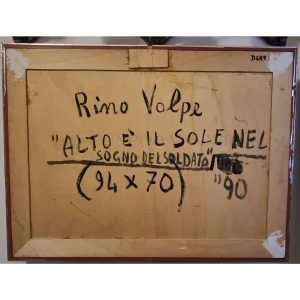 D489
Rino Volpe
"ALTO E' IL SOLE NEL
SOGNO DEL SOLDATO"
(94 x 70) "90